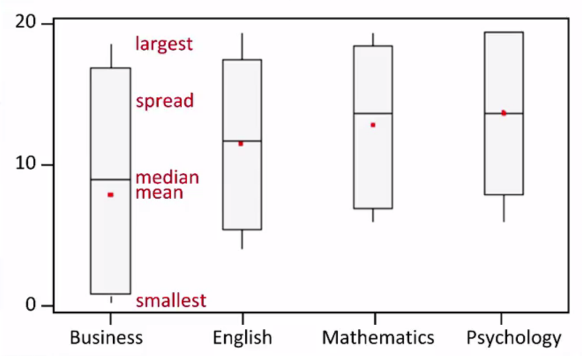 20
largest
spread
10
median
mean
0
smallest
Business English Mathematics Psychology